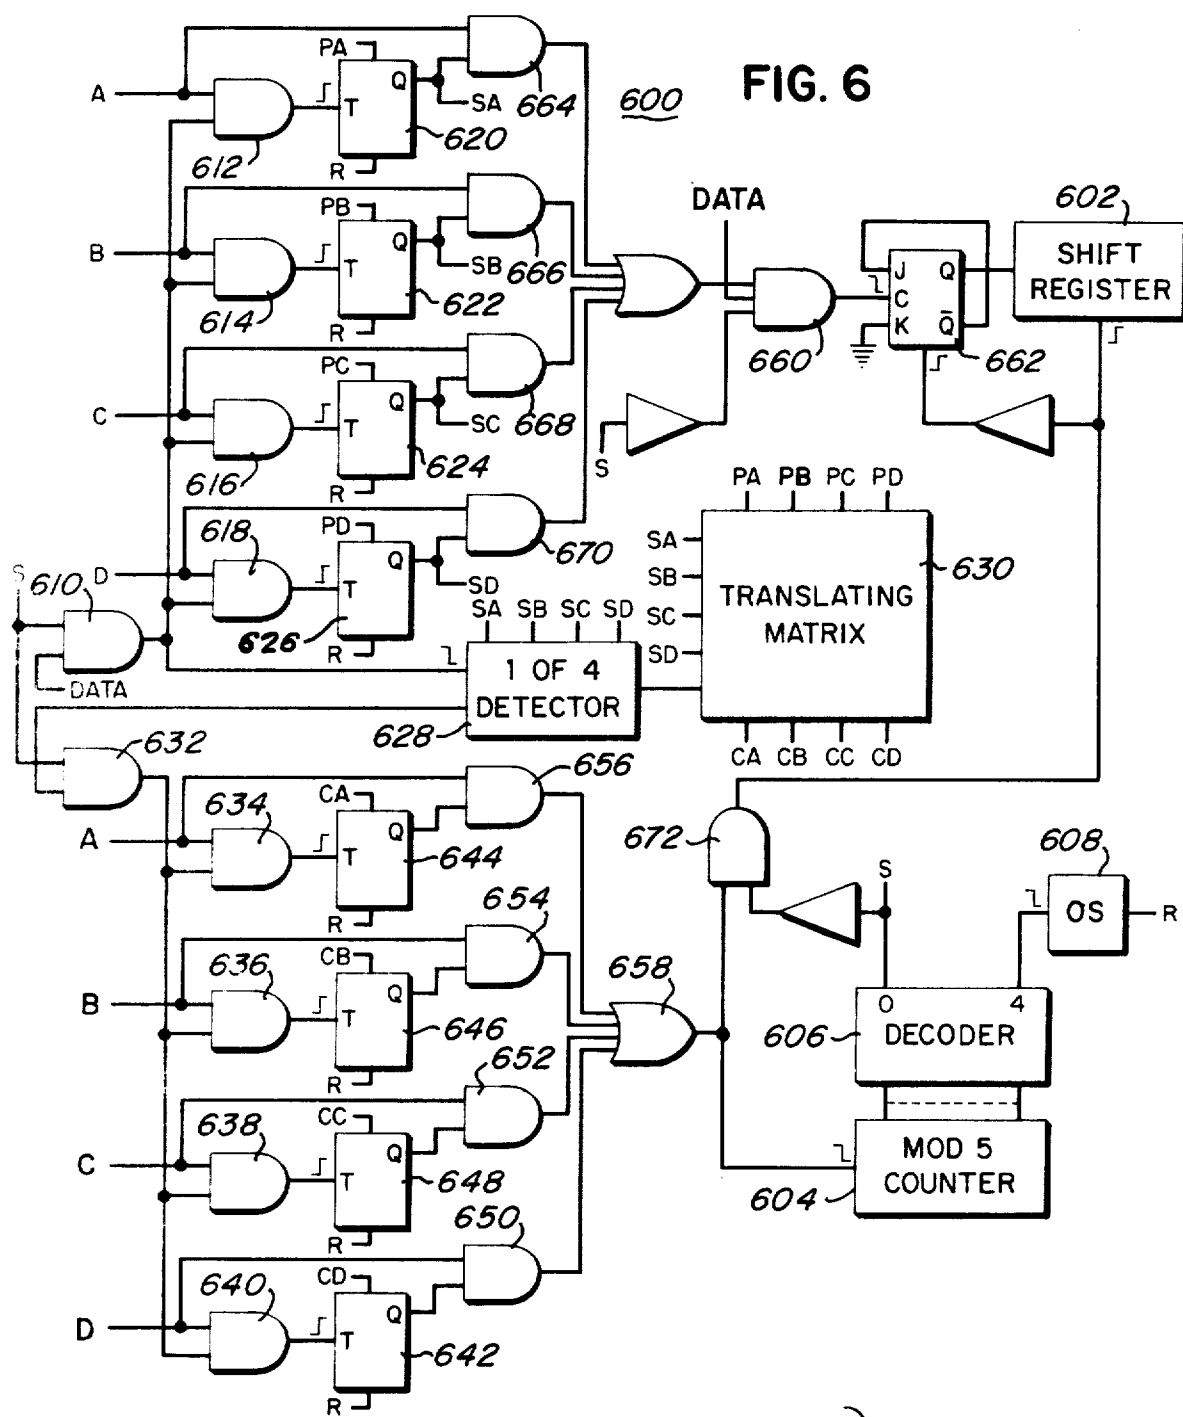 FIG. 6
600
PA
A
Q
T
SA
664
612
620
R
DATA
602
PB
B
Q
T
SB
666
614
622
R
J
Q
C
K
Q̅
660
662
SHIFT
REGISTER
PC
C
Q
T
SC
668
616
624
R
S
PA PB PC PD
618
PD
D
Q
T
SD
670
626
R
S
610
DATA
SA
SB
SC
SD
TRANSLATING
MATRIX
630
SA SB SC SD
1 OF 4
DETECTOR
628
CA CB CC CD
632
656
634
CA
A
Q
T
644
R
672
S
608
OS
R
654
636
CB
B
Q
T
646
R
658
0 4
606
DECODER
652
638
CC
C
Q
T
648
R
MOD 5
COUNTER
604
650
640
CD
D
Q
T
642
R